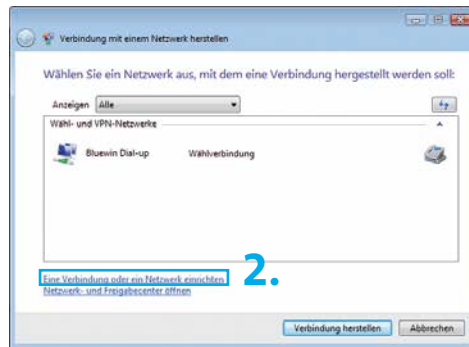 Verbindung mit einem Netzwerk herstellen
Wählen Sie ein Netzwerk aus, mit dem eine Verbindung hergestellt werden soll:
Anzeigen Alle
Wähl- und VPN-Netzwerke
Bluewin Dial-up Wählverbindung
Eine Verbindung oder ein Netzwerk einrichten 2.
Netzwerk- und Freigabecenter öffnen
Verbindung herstellen Abbrechen